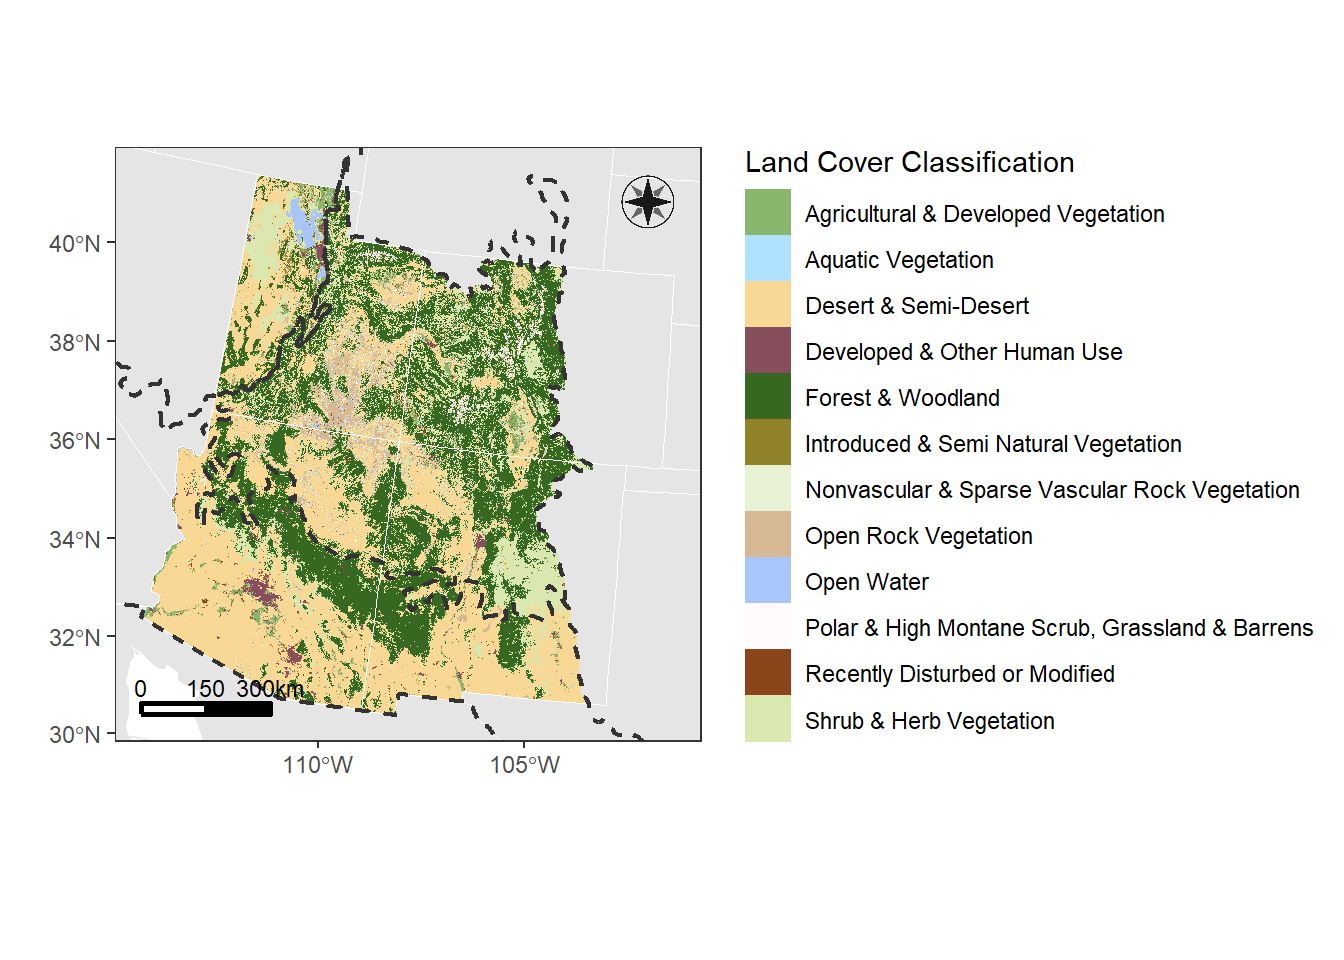 Land Cover Classification
Agricultural & Developed Vegetation
Aquatic Vegetation
Desert & Semi-Desert
Developed & Other Human Use
Forest & Woodland
Introduced & Semi Natural Vegetation
Nonvascular & Sparse Vascular Rock Vegetation
Open Rock Vegetation
Open Water
Polar & High Montane Scrub, Grassland & Barrens
Recently Disturbed or Modified
Shrub & Herb Vegetation
40°N
38°N
36°N
34°N
32°N
30°N
0 150 300km
110°W 105°W